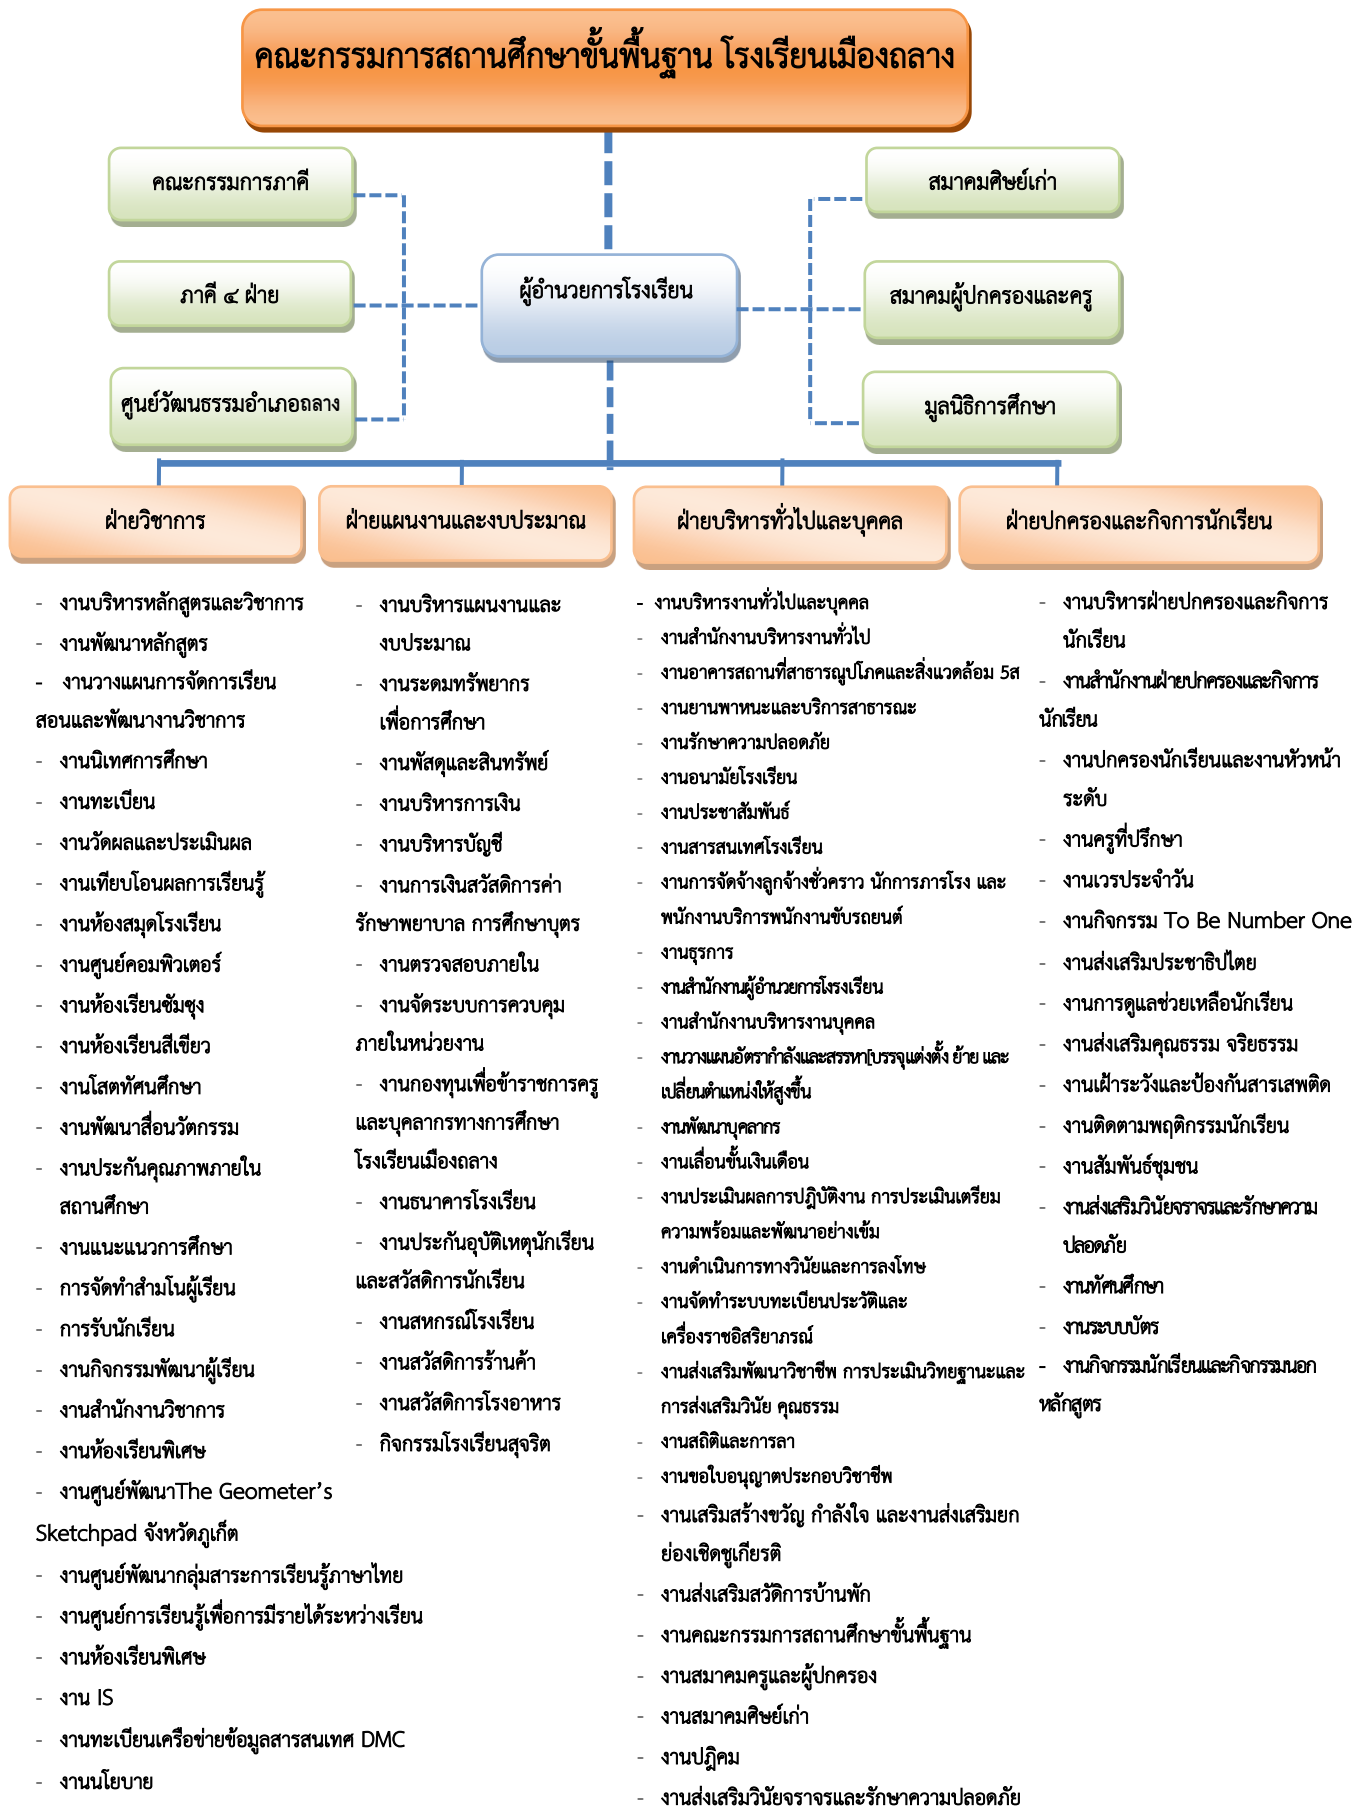 คณะกรรมการสถานศึกษาขั้นพื้นฐาน โรงเรียนเมืองถลาง
คณะกรรมการภาคี
ภาคี ๔ ฝ่าย
ศูนย์วัฒนธรรมอำเภอถลาง
ผู้อำนวยการโรงเรียน
สมาคมศิษย์เก่า
สมาคมผู้ปกครองและครู
มูลนิธิการศึกษา
ฝ่ายวิชาการ
- งานบริหารหลักสูตรและวิชาการ
- งานพัฒนาหลักสูตร
- งานวางแผนการจัดการเรียน
สอนและพัฒนางานวิชาการ
- งานนิเทศการศึกษา
- งานทะเบียน
- งานวัดผลและประเมินผล
- งานเทียบโอนผลการเรียนรู้
- งานห้องสมุดโรงเรียน
- งานศูนย์คอมพิวเตอร์
- งานห้องเรียนชัมชุง
- งานห้องเรียนสีเขียว
- งานโสตทัศนศึกษา
- งานพัฒนาสื่อนวัตกรรม
- งานประกันคุณภาพภายใน
สถานศึกษา
- งานแนะแนวการศึกษา
- การจัดทำสำมโนผู้เรียน
- การรับนักเรียน
- งานกิจกรรมพัฒนาผู้เรียน
- งานสำนักงานวิชาการ
- งานห้องเรียนพิเศษ
- งานศูนย์พัฒนาThe Geometer’s
Sketchpad จังหวัดภูเก็ต
- งานศูนย์พัฒนากลุ่มสาระการเรียนรู้ภาษาไทย
- งานศูนย์การเรียนรู้เพื่อการมีรายได้ระหว่างเรียน
- งานห้องเรียนพิเศษ
- งาน IS
- งานทะเบียนเครือข่ายข้อมูลสารสนเทศ DMC
- งานนโยบาย
ฝ่ายแผนงานและงบประมาณ
- งานบริหารแผนงานและ
งบประมาณ
- งานระดมทรัพยากร
เพื่อการศึกษา
- งานพัสดุและสินทรัพย์
- งานบริหารการเงิน
- งานบริหารบัญชี
- งานการเงินสวัสดิการค่า
รักษาพยาบาล การศึกษาบุตร
- งานตรวจสอบภายใน
- งานจัดระบบการควบคุม
ภายในหน่วยงาน
- งานกองทุนเพื่อข้าราชการครู
และบุคลากรทางการศึกษา
โรงเรียนเมืองถลาง
- งานธนาคารโรงเรียน
- งานประกันอุบัติเหตุนักเรียน
และสวัสดิการนักเรียน
- งานสหกรณ์โรงเรียน
- งานสวัสดิการร้านค้า
- งานสวัสดิการโรงอาหาร
- กิจกรรมโรงเรียนสุจริต
ฝ่ายบริหารทั่วไปและบุคคล
- งานบริหารงานทั่วไปและบุคคล
- งานสำนักงานบริหารงานทั่วไป
- งานอาคารสถานที่สาธารณูปโภคและสิ่งแวดล้อม 5ส
- งานยานพาหนะและบริการสาธารณะ
- งานรักษาความปลอดภัย
- งานอนามัยโรงเรียน
- งานประชาสัมพันธ์
- งานสารสนเทศโรงเรียน
- งานการจัดจ้างลูกจ้างชั่วคราว นักการภารโรง และ
พนักงานบริการพนักงานขับรถยนต์
- งานธุรการ
- งานสำนักงานผู้อำนวยการโงรงเรียน
- งานสำนักงานบริหารงานบุคคล
- งานวางแผนอัตรากำลังและสรรหา[บรรจุแต่งตั้ง ย้าย และ
เปลี่ยนตำแหน่งให้สูงขึ้น
- งานพัฒนาบุคลากร
- งานเลื่อนขั้นเงินเดือน
- งานประเมินผลการปฎิบัติงาน การประเมินเตรียม
ความพร้อมและพัฒนาอย่างเข้ม
- งานดำเนินการทางวินัยและการลงโทษ
- งานจัดทำระบบทะเบียนประวัติและ
เครื่องราชอิสริยาภรณ์
- งานส่งเสริมพัฒนาวิชาชีพ การประเมินวิทยฐานะและ
การส่งเสริมวินัย คุณธรรม
- งานสถิติและการลา
- งานขอใบอนุญาตประกอบวิชาชีพ
- งานเสริมสร้างขวัญ กำลังใจ และงานส่งเสริมยก
ย่องเชิดชูเกียรติ
- งานส่งเสริมสวัดิการบ้านพัก
- งานคณะกรรมการสถานศึกษาขั้นพื้นฐาน
- งานสมาคมครูและผู้ปกครอง
- งานสมาคมศิษย์เก่า
- งานปฎิคม
- งานส่งเสริมวินัยจราจรและรักษาความปลอดภัย
ฝ่ายปกครองและกิจการนักเรียน
- งานบริหารฝ่ายปกครองและกิจการ
นักเรียน
- งานสำนักงานฝ่ายปกครองและกิจการ
นักเรียน
- งานปกครองนักเรียนและงานหัวหน้า
ระดับ
- งานครูที่ปรึกษา
- งานเวรประจำวัน
- งานกิจกรรม To Be Number One
- งานส่งเสริมประชาธิปไตย
- งานการดูแลช่วยเหลือนักเรียน
- งานส่งเสริมคุณธรรม จริยธรรม
- งานเฝ้าระวังและป้องกันสารเสพติด
- งานติดตามพฤติกรรมนักเรียน
- งานสัมพันธ์ชุมชน
- งานส่งเสริมวินัยจราจรและรักษาความ
ปลอดภัย
- งานทัศนศึกษา
- งานระบบบัตร
- งานกิจกรรมนักเรียนและกิจกรรมนอก
หลักสูตร